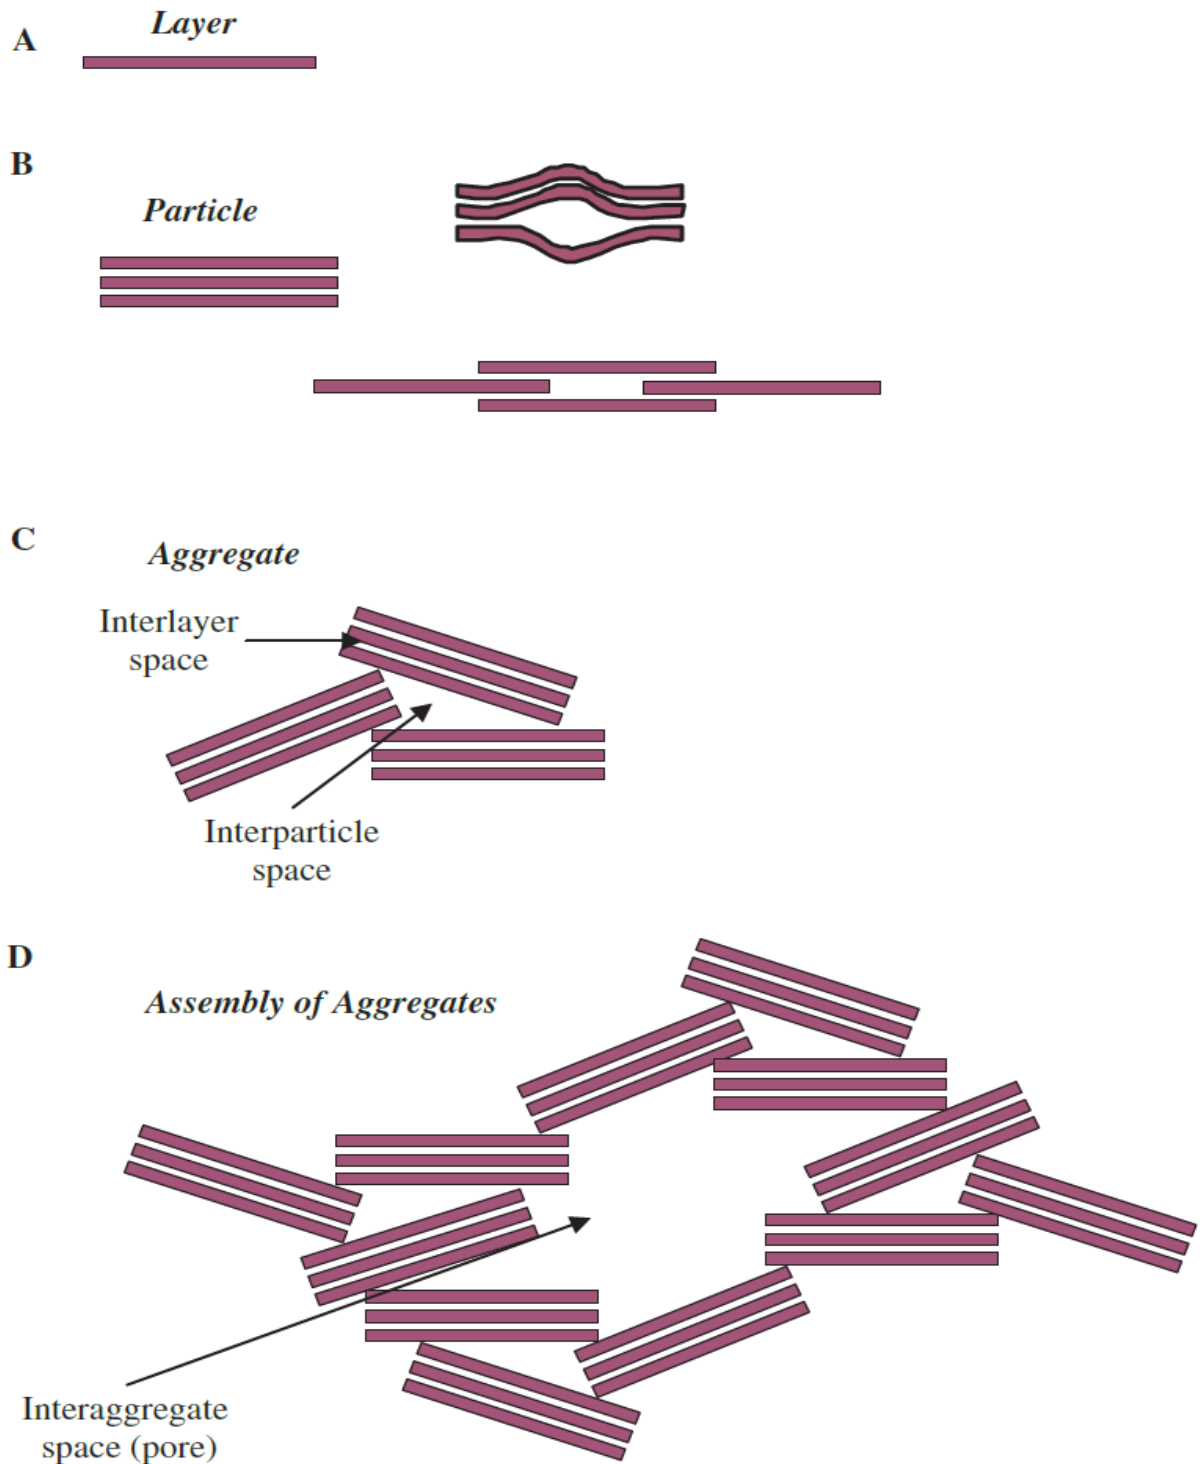 A
Layer
B
Particle
C
Aggregate
Interlayer
space
Interparticle
space
D
Assembly of Aggregates
Interaggregate
space (pore)